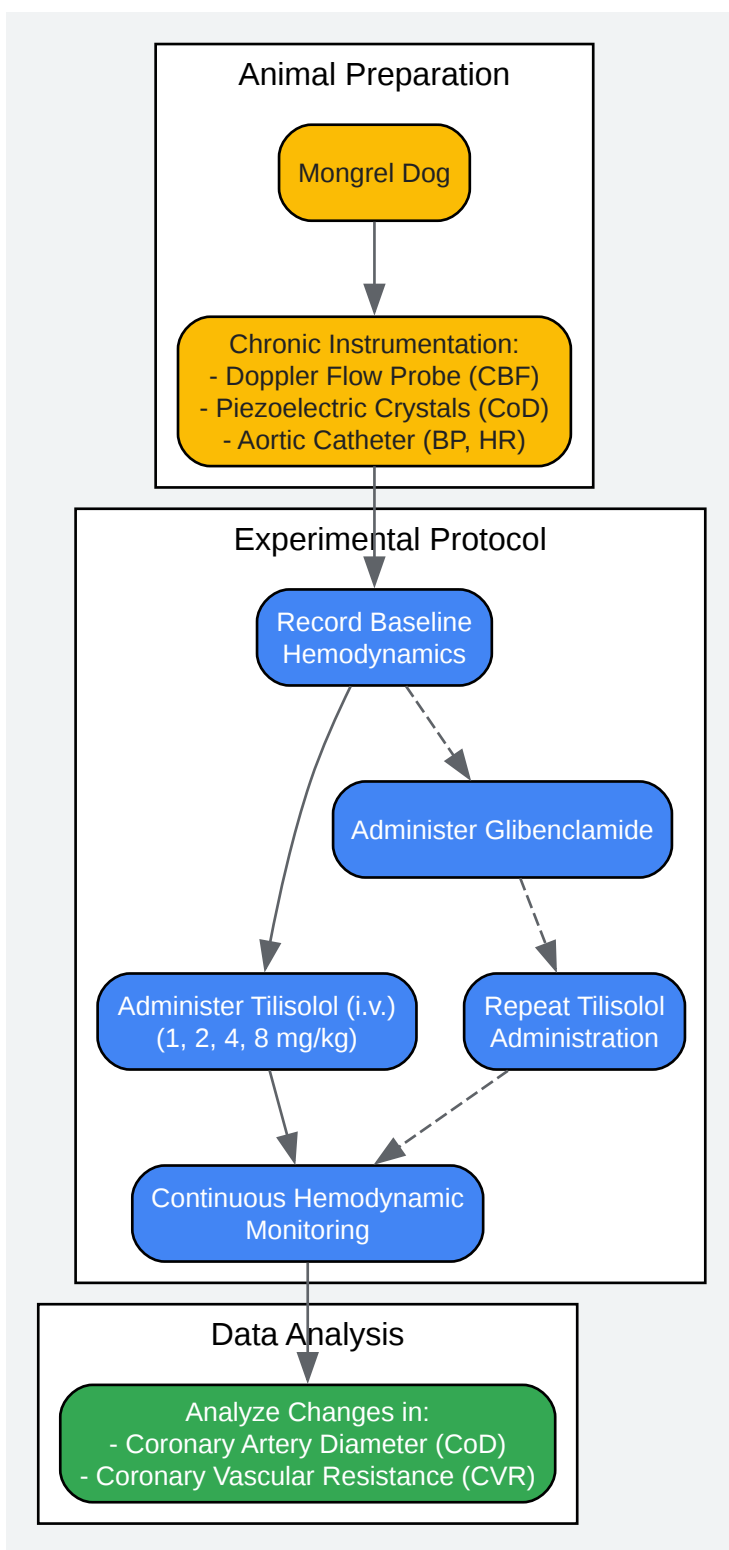 Animal Preparation
Mongrel Dog
Chronic Instrumentation:
- Doppler Flow Probe (CBF)
- Piezoelectric Crystals (CoD)
- Aortic Catheter (BP, HR)
Experimental Protocol
Record Baseline
Hemodynamics
Administer Glibenclamide
Administer Tilisolol (i.v.)
(1, 2, 4, 8 mg/kg)
Repeat Tilisolol
Administration
Continuous Hemodynamic
Monitoring
Data Analysis
Analyze Changes in:
- Coronary Artery Diameter (CoD)
- Coronary Vascular Resistance (CVR)